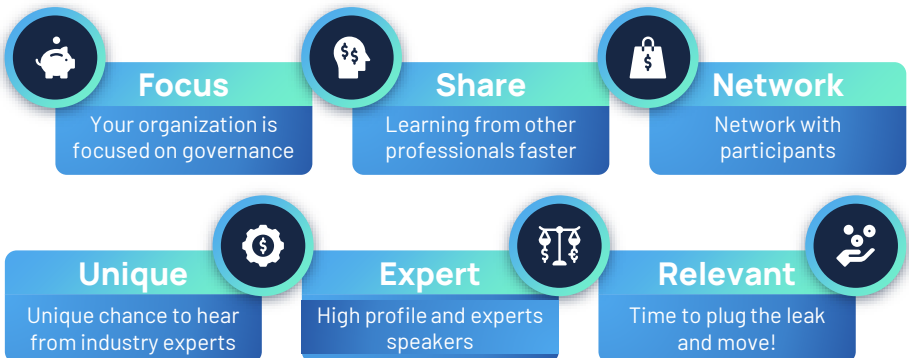 Focus
Your organization is
focused on governance
Share
Learning from other
professionals faster
Network
Network with
participants
Unique
Unique chance to hear
from industry experts
Expert
High profile and experts
speakers
Relevant
Time to plug the leak
and move!